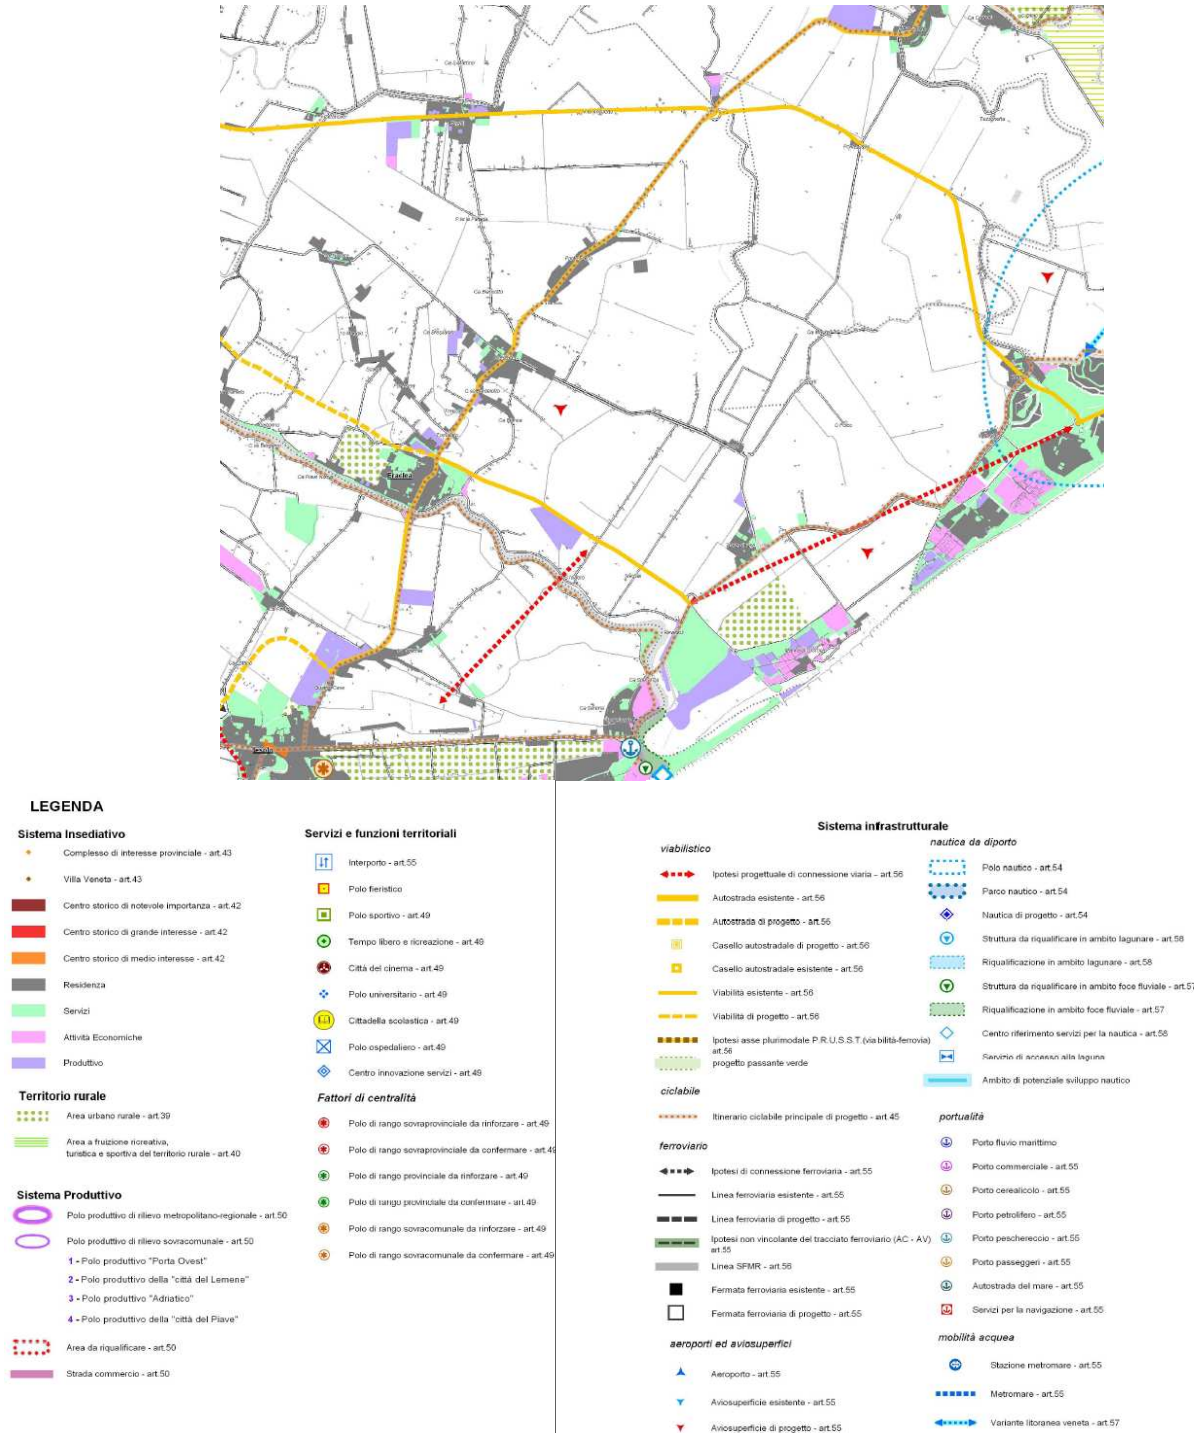 Eraclea
Jesolo
LEGENDA
Sistema Insediativo
Complesso di interesse provinciale - art.43
Villa Veneta - art.43
Centro storico di notevole importanza - art.42
Centro storico di grande interesse - art.42
Centro storico di medio interesse - art.42
Residenza
Servizi
Attività Economiche
Produttivo
Territorio rurale
Area urbano rurale - art.39
Area a fruizione ricreativa,
turistica e sportiva del territorio rurale - art.40
Sistema Produttivo
Polo produttivo di rilievo metropolitano-regionale - art.50
Polo produttivo di rilievo sovracomunale - art.50
1 - Polo produttivo "Porta Ovest"
2 - Polo produttivo della "città del Lemene"
3 - Polo produttivo "Adriatico"
4 - Polo produttivo della "città del Piave"
Area da riqualificare - art.50
Strada commercio - art.50
Servizi e funzioni territoriali
Interporto - art.55
Polo fieristico
Polo sportivo - art.49
Tempo libero e ricreazione - art.49
Città del cinema - art.49
Polo universitario - art.49
Cittadella scolastica - art.49
Polo ospedaliero - art.49
Centro innovazione servizi - art.49
Fattori di centralità
Polo di rango sovraprovinciale da rinforzare - art.49
Polo di rango sovraprovinciale da confermare - art.49
Polo di rango provinciale da rinforzare - art.49
Polo di rango provinciale da confermare - art.49
Polo di rango sovracomunale da rinforzare - art.49
Polo di rango sovracomunale da confermare - art.49
Sistema infrastrutturale
viabilistico
Ipotesi progettuale di connessione viaria - art.56
Autostrada esistente - art.56
Autostrada di progetto - art.56
Casello autostradale di progetto - art.56
Casello autostradale esistente - art.56
Viabilità esistente - art.56
Viabilità di progetto - art.56
Ipotesi asse plurimodale P.R.U.S.S.T.(viabilità-ferrovia)
art.56
progetto passante verde
ciclabile
Itinerario ciclabile principale di progetto - art.45
ferroviario
Ipotesi di connessione ferroviaria - art.55
Linea ferroviaria esistente - art.55
Linea ferroviaria di progetto - art.55
Ipotesi non vincolante del tracciato ferroviario (AC - AV)
art.55
Linea SFMR - art.56
Fermata ferroviaria esistente - art.55
Fermata ferroviaria di progetto - art.55
aeroporti ed aviosuperfici
Aeroporto - art.55
Aviosuperficie esistente - art.55
Aviosuperficie di progetto - art.55
nautica da diporto
Polo nautico - art.54
Parco nautico - art.54
Nautica di progetto - art.54
Struttura da riqualificare in ambito lagunare - art.58
Riqualificazione in ambito lagunare - art.58
Struttura da riqualificare in ambito foce fluviale - art.57
Riqualificazione in ambito foce fluviale - art.57
Centro riferimento servizi per la nautica - art.58
Servizio di accesso alla laguna
Ambito di potenziale sviluppo nautico
portualità
Porto fluvio marittimo
Porto commerciale - art.55
Porto cerealicolo - art.55
Porto petrolifero - art.55
Porto peschereccio - art.55
Porto passeggeri - art.55
Autostrada del mare - art.55
Servizi per la navigazione - art.55
mobilità acquea
Stazione metromare - art.55
Metromare - art.55
Variante litoranea veneta - art.57